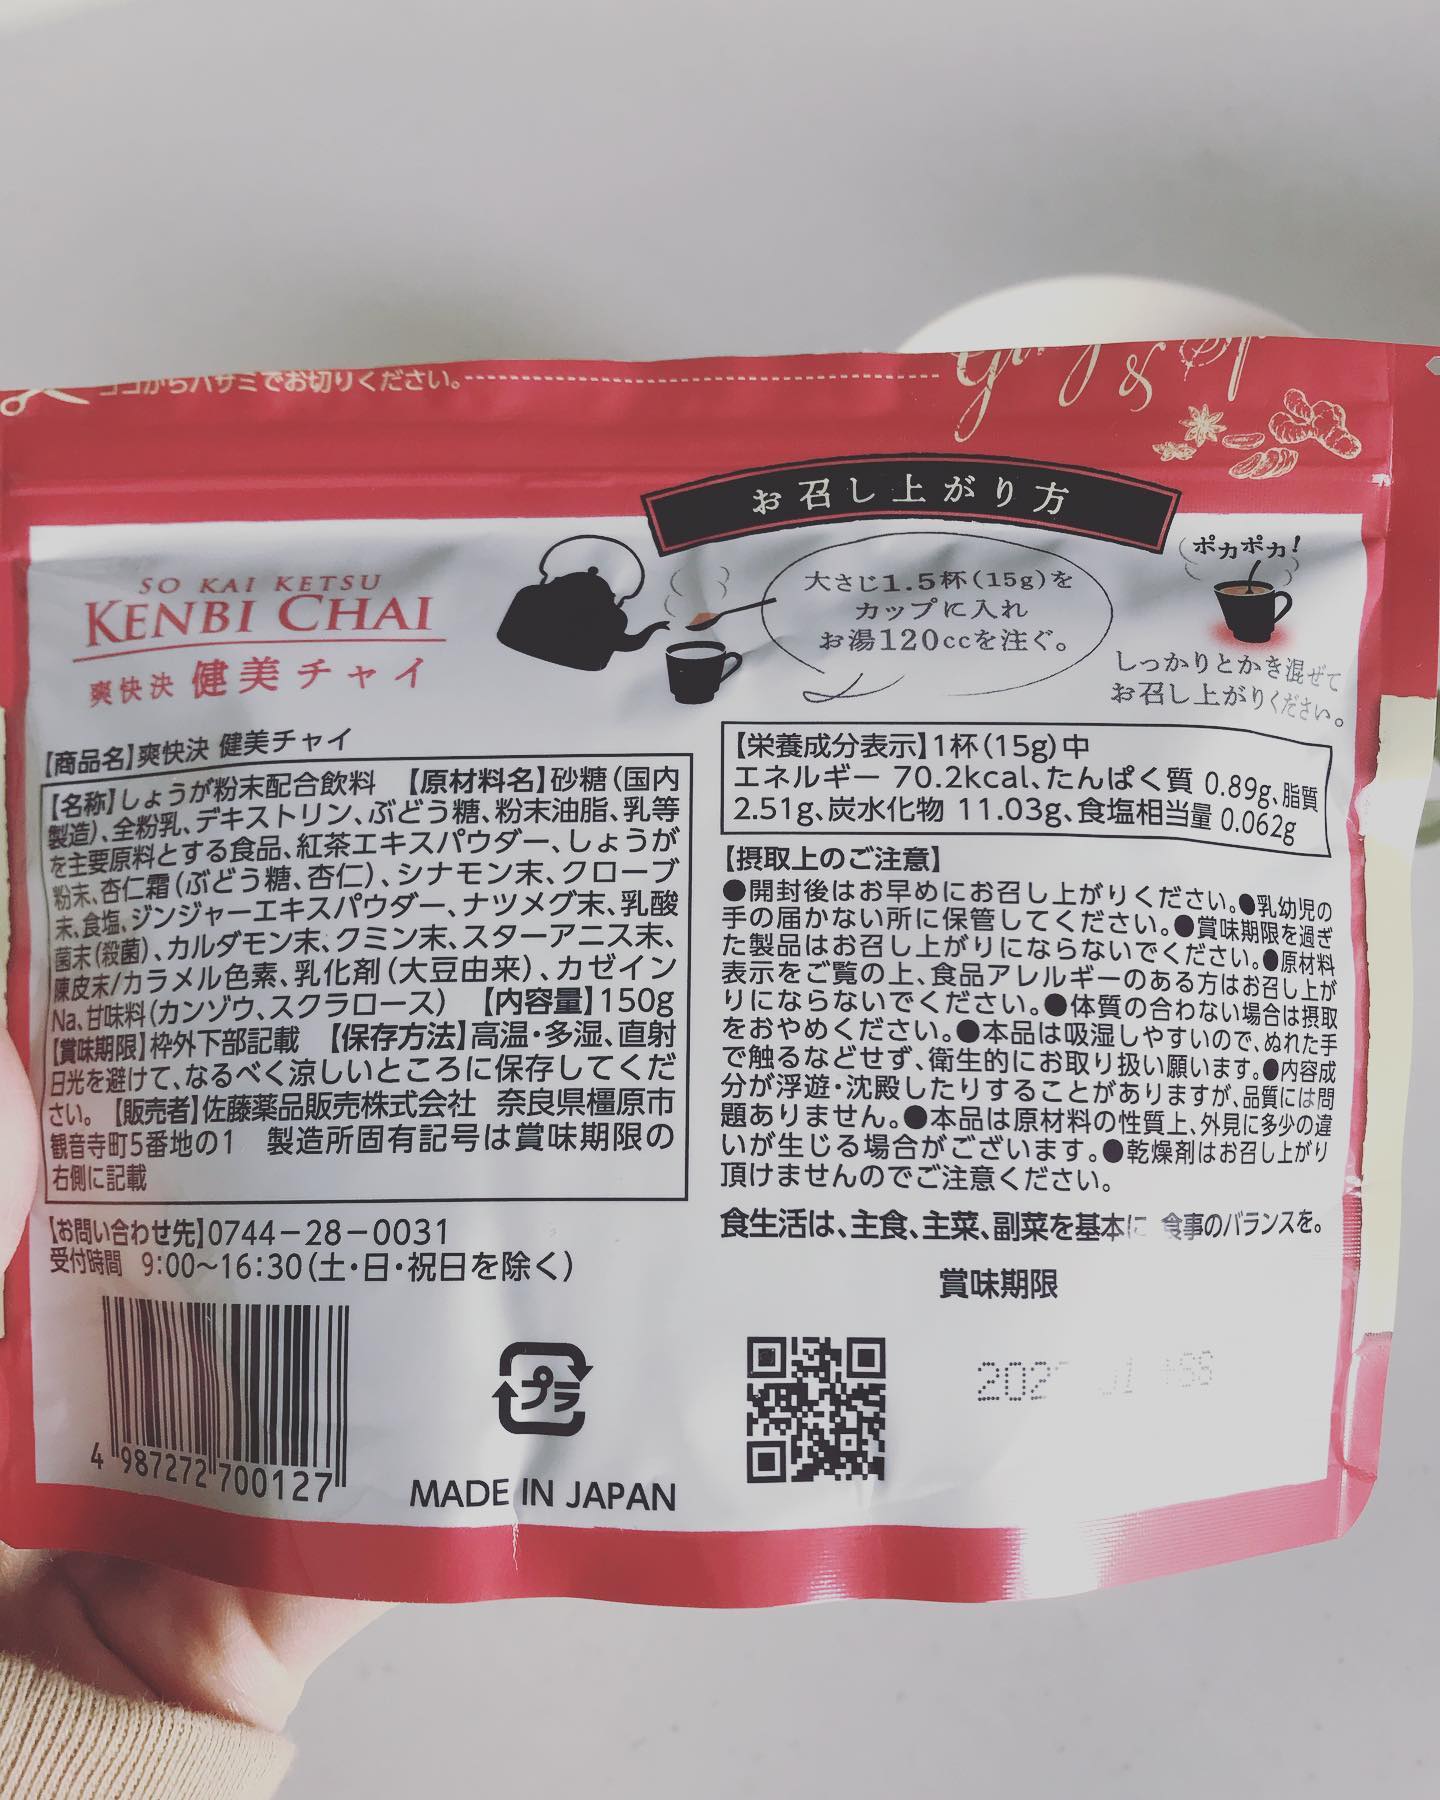 ココからハサミでお切りください。
&
お召し上がり方
SO KAI KETSU
KENBI CHAI
爽快決 健美チャイ
大さじ1.5杯(15g)を
カップに入れ
お湯120ccを注ぐ。
ポカポカ!
しっかりとかき混ぜて
お召し上がりください。
【商品名】爽快決 健美チャイ
【名称】しょうが粉末配合飲料 【原材料名】砂糖(国内
製造)、全粉乳、デキストリン、ぶどう糖、粉末油脂、乳等
を主要原料とする食品、紅茶エキスパウダー、しょうが
粉末、杏仁霜(ぶどう糖、杏仁)、シナモン末、クローブ
末、食塩、ジンジャーエキスパウダー、ナツメグ末、乳酸
菌末(殺菌)、カルダモン末、クミン末、スターアニス末、
陳皮末/カラメル色素、乳化剤(大豆由来)、カゼイン
Na、甘味料(カンゾウ、スクラロース) 【内容量】150g
【賞味期限】枠外下部記載 【保存方法】高温・多湿、直射
日光を避けて、なるべく涼しいところに保存してくだ
さい。【販売者】佐藤薬品販売株式会社 奈良県橿原市
観音寺町5番地の1 製造所固有記号は賞味期限の
右側に記載
【お問い合わせ先】0744-28-0031
受付時間 9:00~16:30(土・日・祝日を除く)
4 987272 700127
プラ
MADE IN JAPAN
【栄養成分表示】1杯(15g)中
エネルギー 70.2kcal、たんぱく質 0.89g、脂質
2.51g、炭水化物 11.03g、食塩相当量 0.062g
【摂取上のご注意】
●開封後はお早めにお召し上がりください。●乳幼児の
手の届かない所に保管してください。●賞味期限を過ぎ
た製品はお召し上がりにならないでください。●原材料
表示をご覧の上、食品アレルギーのある方はお召し上が
りにならないでください。●体質の合わない場合は摂取
をおやめください。●本品は吸湿しやすいので、ぬれた手
で触るなどせず、衛生的にお取り扱い願います。●内容成
分が浮遊・沈殿したりすることがありますが、品質には問
題ありません。●本品は原材料の性質上、外見に多少の違
いが生じる場合がございます。●乾燥剤はお召し上がり
頂けませんのでご注意ください。
食生活は、主食、主菜、副菜を基本に 食事のバランスを。
賞味期限